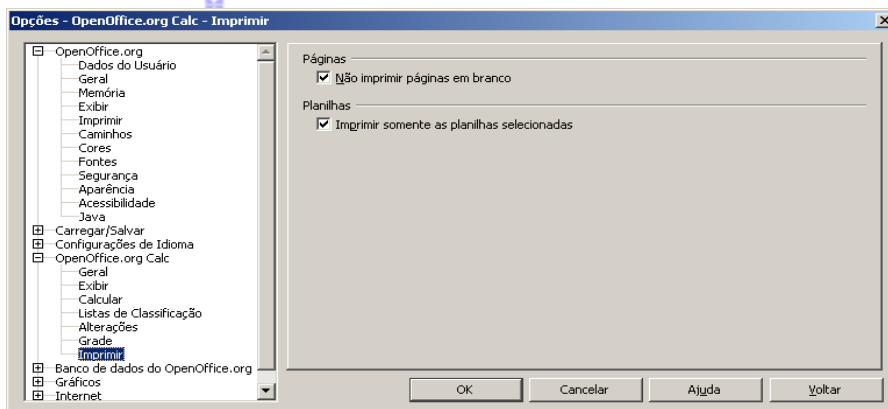 Opções - OpenOffice.org Calc - Imprimir
OpenOffice.org
Dados do Usuário
Geral
Memória
Exibir
Imprimir
Caminhos
Cores
Fontes
Segurança
Aparência
Acessibilidade
Java
Carregar/Salvar
Configurações de Idioma
OpenOffice.org Calc
Geral
Exibir
Calcular
Listas de Classificação
Alterações
Grade
Imprimir
Banco de dados do OpenOffice.org
Gráficos
Internet
Páginas
Não imprimir páginas em branco
Planilhas
Imprimir somente as planilhas selecionadas
OK
Cancelar
Ajuda
Voltar